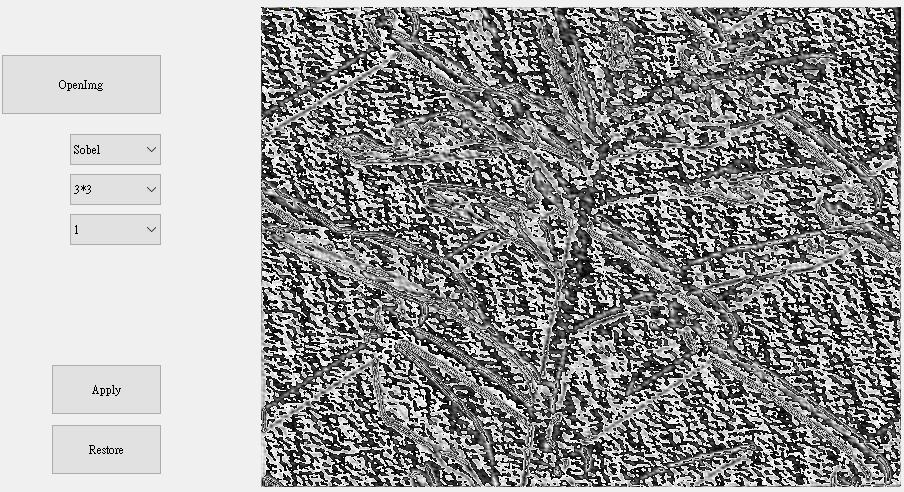 OpenImg
Sobel
3*3
1
Apply
Restore